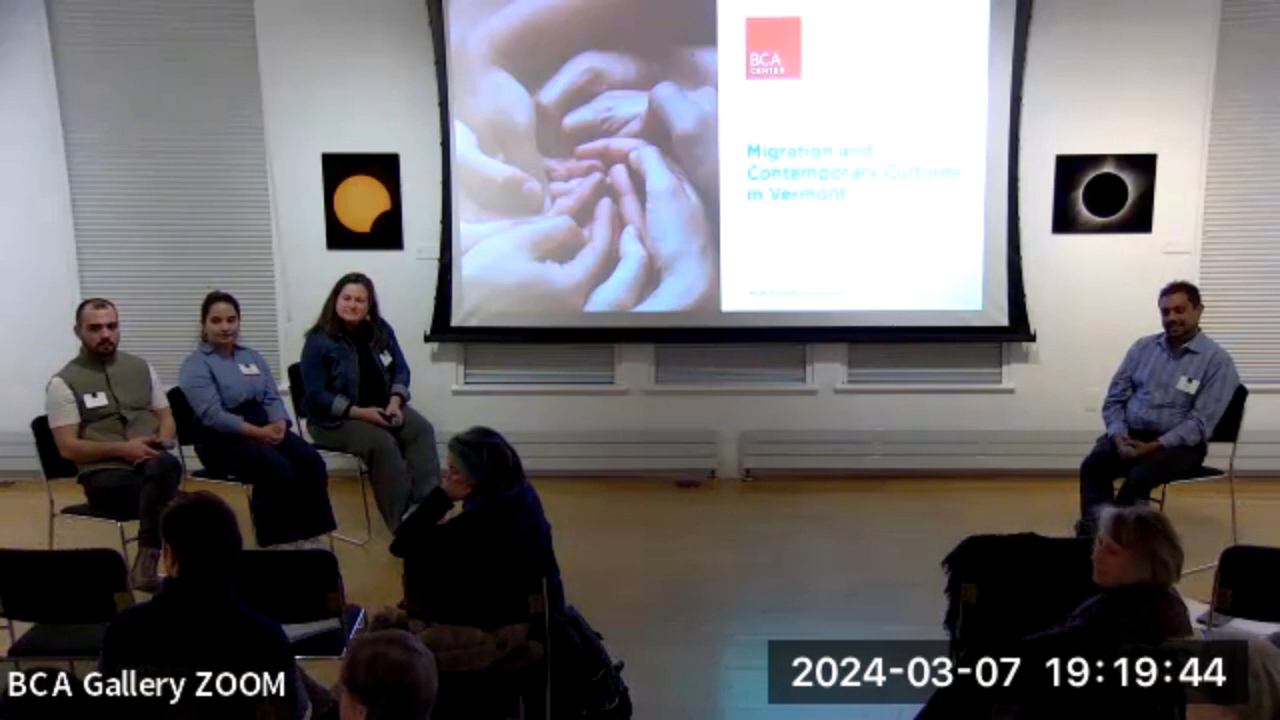 BCA
CENTER
Migration and
Contemporary Cultures
in Vermont
BCA Gallery ZOOM
2024-03-07 19:19:44